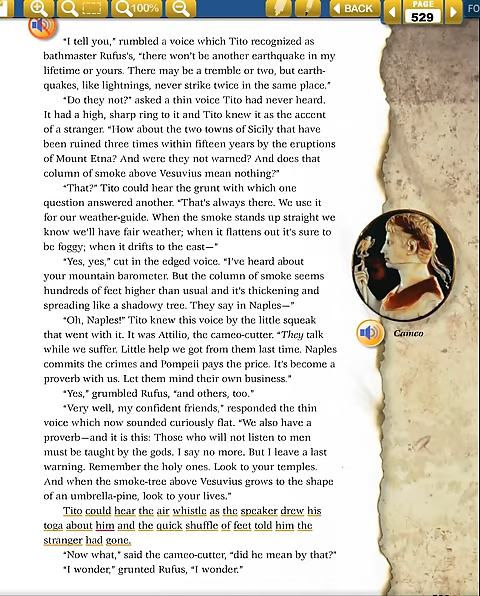 100%
BACK
PAGE
529
FO
“I tell you,” rumbled a voice which Tito recognized as
bathmaster Rufus’s, “there won’t be another earthquake in my
lifetime or yours. There may be a tremble or two, but earth-
quakes, like lightnings, never strike twice in the same place.”
“Do they not?” asked a thin voice Tito had never heard.
It had a high, sharp ring to it and Tito knew it as the accent
of a stranger. “How about the two towns of Sicily that have
been ruined three times within fifteen years by the eruptions
of Mount Etna? And were they not warned? And does that
column of smoke above Vesuvius mean nothing?”
“That?” Tito could hear the grunt with which one
question answered another. “That’s always there. We use it
for our weather-guide. When the smoke stands up straight we
know we’ll have fair weather; when it flattens out it’s sure to
be foggy; when it drifts to the east—”
“Yes, yes,” cut in the edged voice. “I’ve heard about
your mountain barometer. But the column of smoke seems
hundreds of feet higher than usual and it’s thickening and
spreading like a shadowy tree. They say in Naples—”
“Oh, Naples!” Tito knew this voice by the little squeak
that went with it. It was Attilio, the cameo-cutter. “They talk
while we suffer. Little help we got from them last time. Naples
commits the crimes and Pompeii pays the price. It’s become a
proverb with us. Let them mind their own business.”
“Yes,” grumbled Rufus, “and others, too.”
“Very well, my confident friends,” responded the thin
voice which now sounded curiously flat. “We also have a
proverb—and it is this: Those who will not listen to men
must be taught by the gods. I say no more. But I leave a last
warning. Remember the holy ones. Look to your temples.
And when the smoke-tree above Vesuvius grows to the shape
of an umbrella-pine, look to your lives.”
Tito could hear the air whistle as the speaker drew his
toga about him and the quick shuffle of feet told him the
stranger had gone.
“Now what,” said the cameo-cutter, “did he mean by that?”
“I wonder,” grunted Rufus, “I wonder.”
Cameo